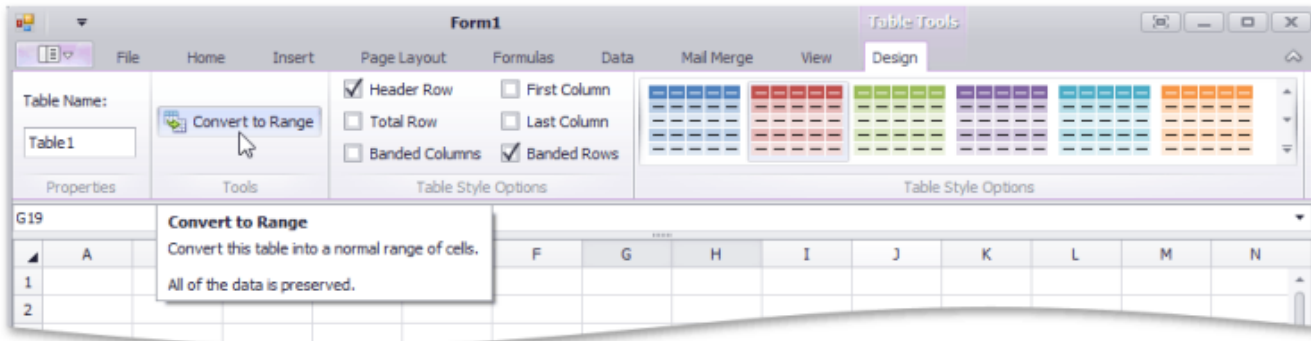 Form1
Table Tools
File Home Insert Page Layout Formulas Data Mail Merge View Design
Table Name:
Table1
Properties
Convert to Range
Tools
Header Row First Column
Total Row Last Column
Banded Columns Banded Rows
Table Style Options
Table Style Options
G19
Convert to Range
Convert this table into a normal range of cells.
All of the data is preserved.
A F G H I J K L M N
1
2